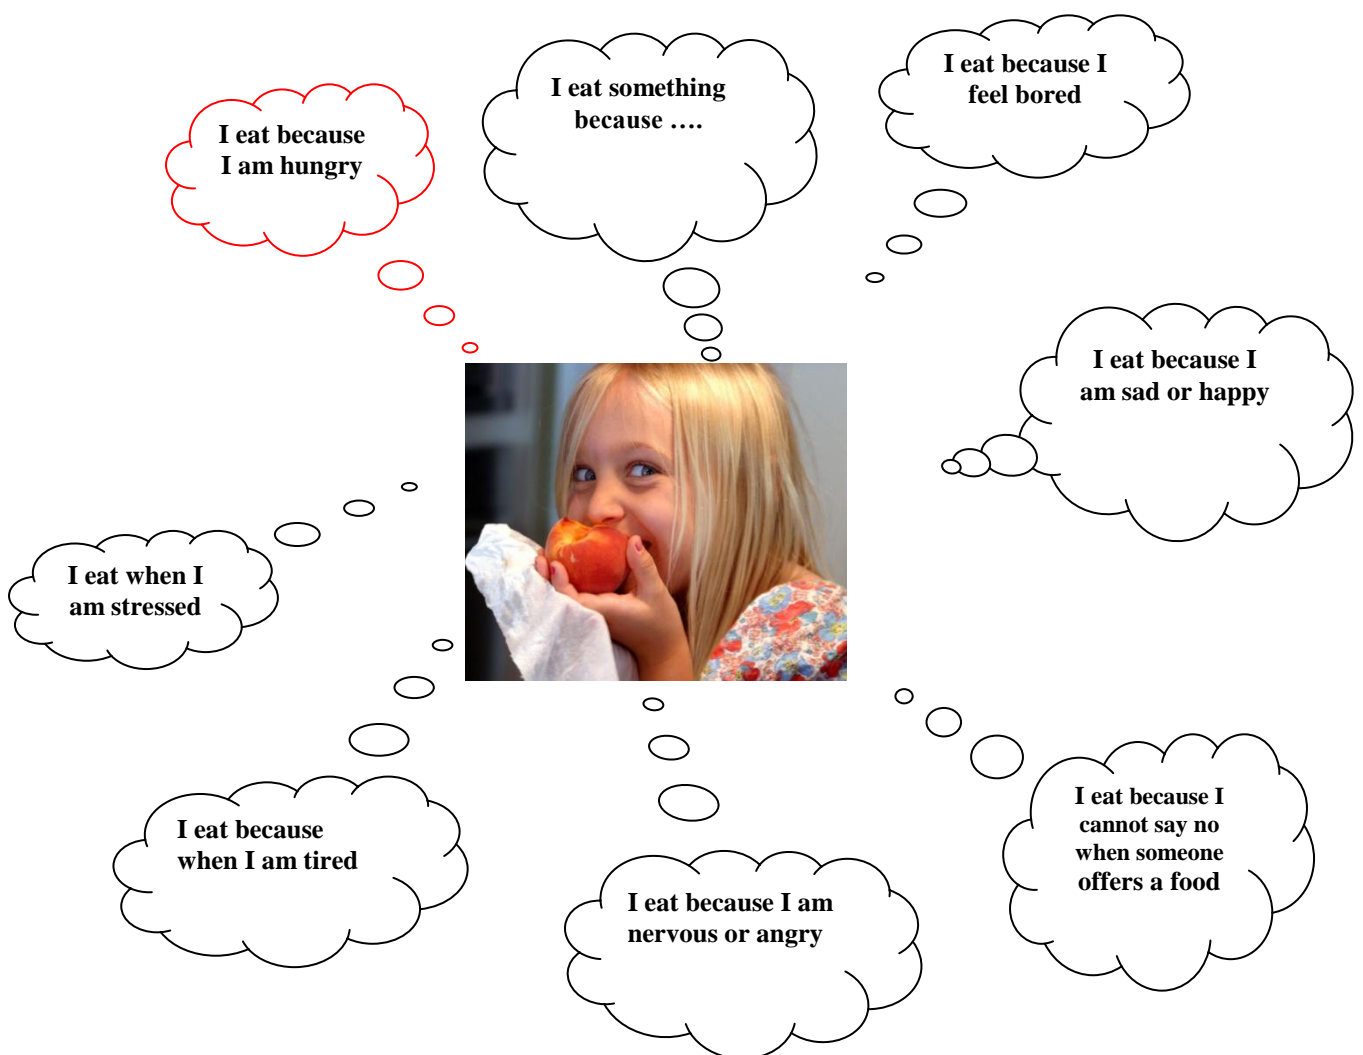 I eat because
I am hungry
I eat something
because ….
I eat because I
feel bored
I eat because I
am sad or happy
I eat when I
am stressed
I eat because
when I am tired
I eat because I am
nervous or angry
I eat because I
cannot say no
when someone
offers a food